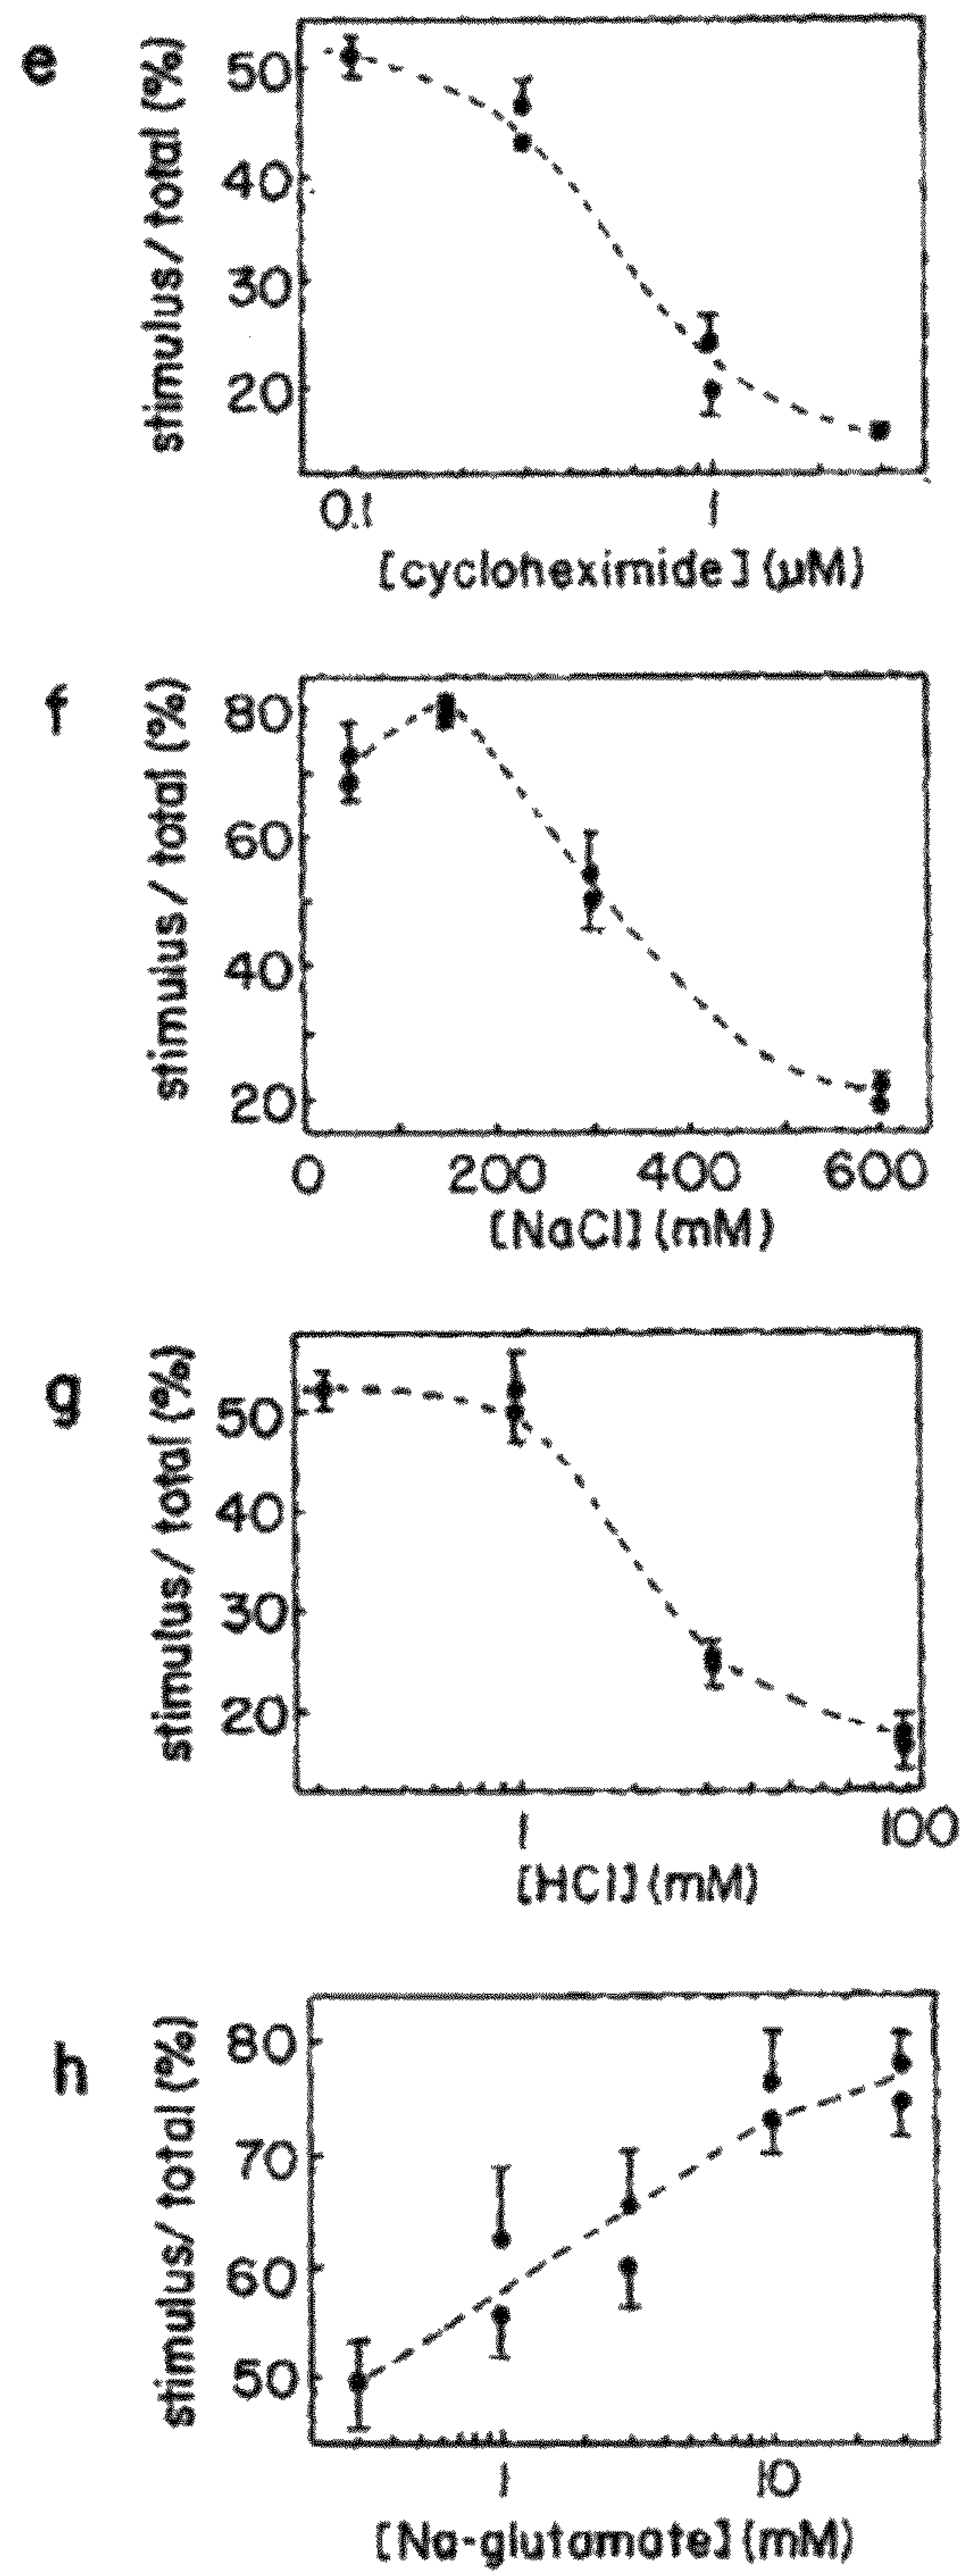 e
stimulus/total (%)
50
40
30
20
0.1 1
[cycloheximide] (µM)
f
stimulus/total (%)
80
60
40
20
0 200 400 600
[NaCl] (mM)
g
stimulus/total (%)
50
40
30
20
1 100
[HCl] (mM)
h
stimulus/total (%)
80
70
60
50
1 10
[Na-glutamate] (mM)